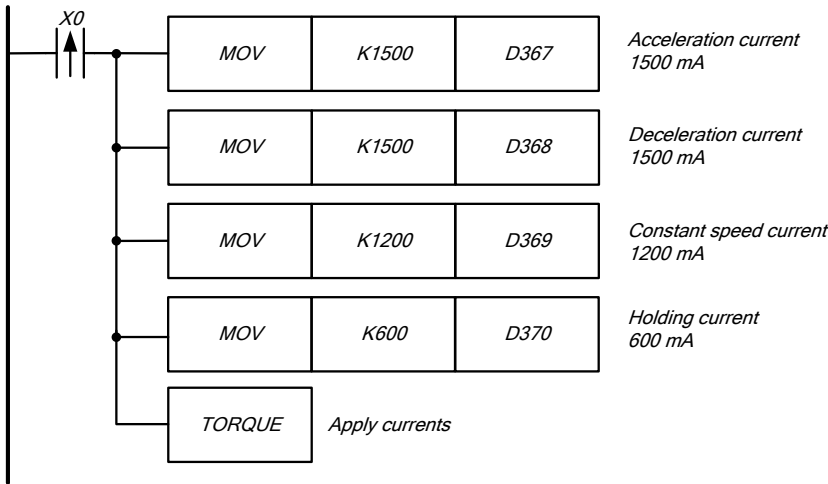 X0
MOV K1500 D367 Acceleration current
1500 mA
MOV K1500 D368 Deceleration current
1500 mA
MOV K1200 D369 Constant speed current
1200 mA
MOV K600 D370 Holding current
600 mA
TORQUE Apply currents